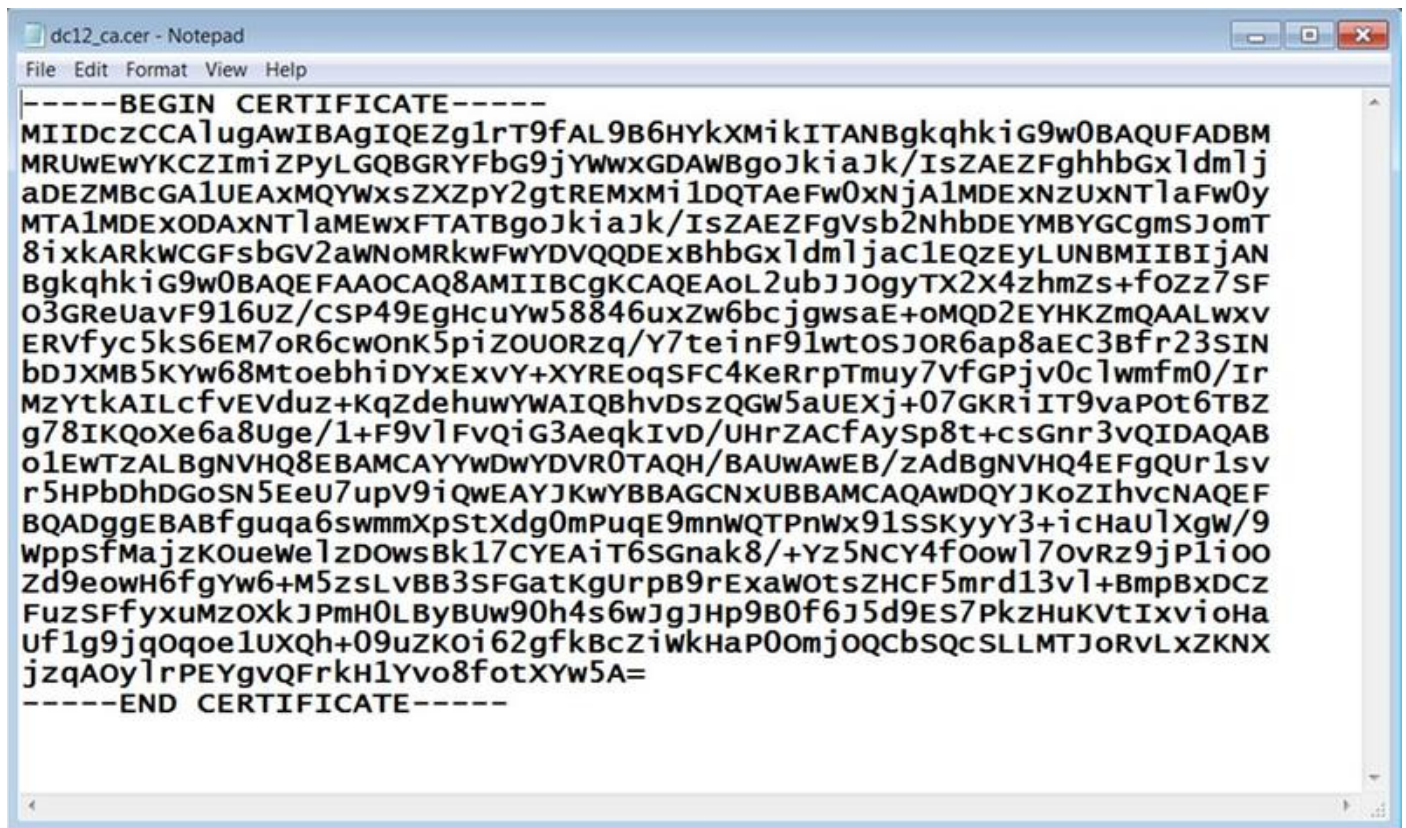 dc12_ca.cer - Notepad
File Edit Format View Help
-----BEGIN CERTIFICATE-----
MIIDczCCAlugAwIBAgIQEZg1rT9fAL9B6HYkXMikITANBgkqhkiG9w0BAQUFADBM
MRUwEwYKCZImiZPyLGQBGRYFbG9jYWwxGDAWBgoJkiaJk/IsZAEZFghhbGxldmlj
aDEZMBcGA1UEAxMQYWxsZXZpY2gtREMxMi1DQTAeFw0xNjA1MDExNzUxNTlaFw0y
MTA1MDExODAxNTlaMEwxFTATBgoJkiaJk/IsZAEZFgVsb2NhbDEYMBYGCgmSJomT
8ixkARkWCGFsbGV2aWNoMRkwFwYDVQQDExBhbGxldmljaC1EQzEyLUNBMIIBIjAN
BgkqhkiG9w0BAQEFAAOCAQ8AMIIBCgKCAQEAoL2ubJJOgyTX2X4zhmZs+fOZz7SF
O3GReUavF916UZ/CSP49EgHcuYw58846uxZw6bcjgwsaE+oMQD2EYHKZmQAALwxv
ERVfyc5kS6EM7oR6cwOnK5piZOUORzq/Y7teinF91wtOSJOR6ap8aEC3Bfr23SIN
bDJXMB5KYw68MtoebhiDYxExvY+XYREoqSFC4KeRrpTmuy7VfGPjv0clwmfm0/Ir
MzYtkAILcfvEVduz+KqZdehuwYWAIQBhvDszQGW5aUEXj+07GKRiIT9vaPOt6TBZ
g78IKQoXe6a8Uge/1+F9VlFvQiG3AeqkIvD/UHrZACfAySp8t+csGnr3vQIDAQAB
o1EwTzALBgNVHQ8EBAMCAYYwDwYDVR0TAQH/BAUwAwEB/zAdBgNVHQ4EFgQUr1sv
r5HPbDhDGoSN5EeU7upV9iQwEAYJKwYBBAGCNxUBBAMCAQAwDQYJKoZIhvcNAQEF
BQADggEBABfguqa6swmmXpStXdg0mPuqE9mnWQTPnWx91SSKyyY3+icHaUlXgW/9
WppSfMajzKOueWelzDOwsBk17CYEAiT6SGnak8/+Yz5NCY4fOowl7OvRz9jPliOO
Zd9eowH6fgYw6+M5zsLvBB3SFGatKgUrpB9rExaWOtsZHCF5mrd13vl+BmpBxDCz
FuzSFfyxuMzOXkJPmH0LByBUw90h4s6wJgJHp9B0f6J5d9ES7PkzHuKVtIxvioHa
Uf1g9jqOqoe1UXQh+09uZKOi62gfkBcZiWkHaP0OmjOQCbSQcSLLMTJoRvLxZKNX
jzqAOylrPEYgvQFrkH1Yvo8fotXYw5A=
-----END CERTIFICATE-----